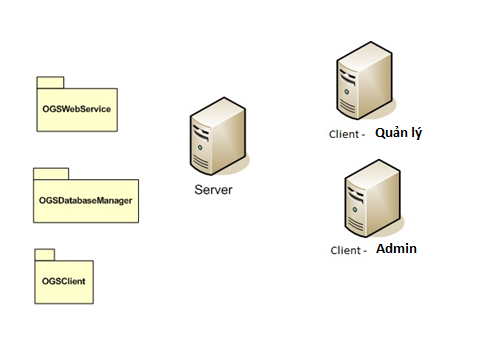 OGSWebService
OGSDatabaseManager
OGSClient
Server
Client - Quản lý
Client - Admin